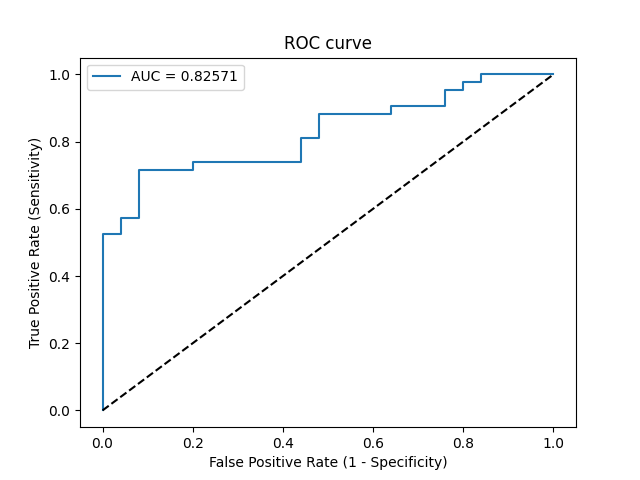 ROC curve
AUC = 0.82571
True Positive Rate (Sensitivity)
1.0
0.8
0.6
0.4
0.2
0.0
0.0 0.2 0.4 0.6 0.8 1.0
False Positive Rate (1 - Specificity)